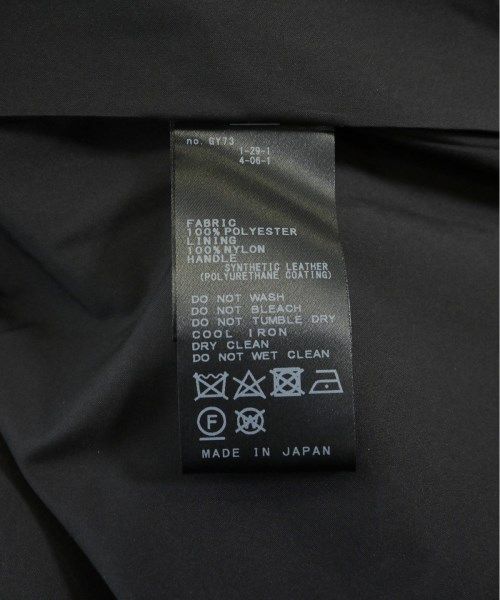 no. GY73
1-29-1
4-06-1
FABRIC
100% POLYESTER
LINING
100% NYLON
HANDLE
SYNTHETIC LEATHER
(POLYURETHANE COATING)
DO NOT WASH
DO NOT BLEACH
DO NOT TUMBLE DRY
COOL IRON
DRY CLEAN
DO NOT WET CLEAN
F
W
MADE IN JAPAN